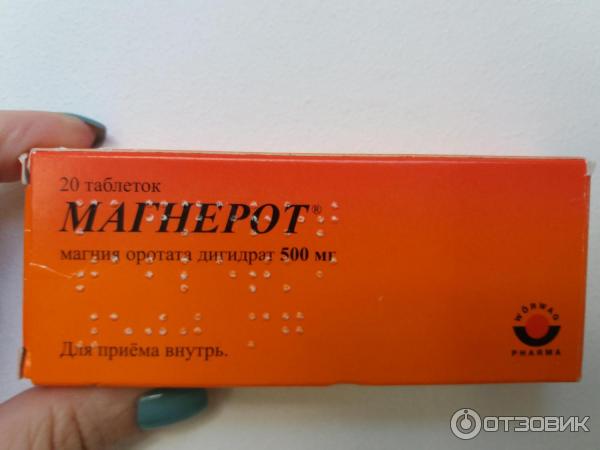 20 таблеток
МАГНЕРОТ®
магния оротата дигидрат 500 мг
Для приёма внутрь.
WÖRWAG
PHARMA
ОТЗОВИК